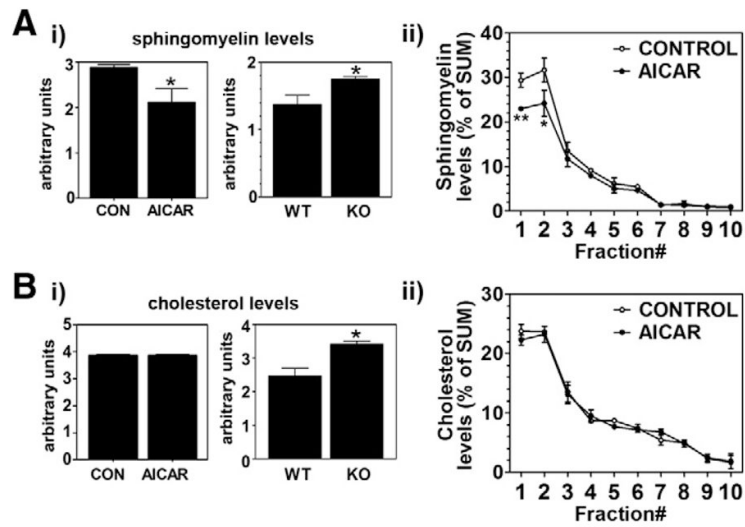 A
i)
sphingomyelin levels
arbitrary units
3
2
1
0
*
CON AICAR
arbitrary units
2
1
0
*
WT KO
ii)
Sphingomyelin
levels (% of SUM)
40
30
20
10
0
CONTROL
AICAR
** *
1 2 3 4 5 6 7 8 9 10
Fraction#
B
i)
cholesterol levels
arbitrary units
5
4
3
2
1
0
CON AICAR
arbitrary units
4
3
2
1
0
*
WT KO
ii)
Cholesterol
levels (% of SUM)
30
20
10
0
CONTROL
AICAR
1 2 3 4 5 6 7 8 9 10
Fraction#